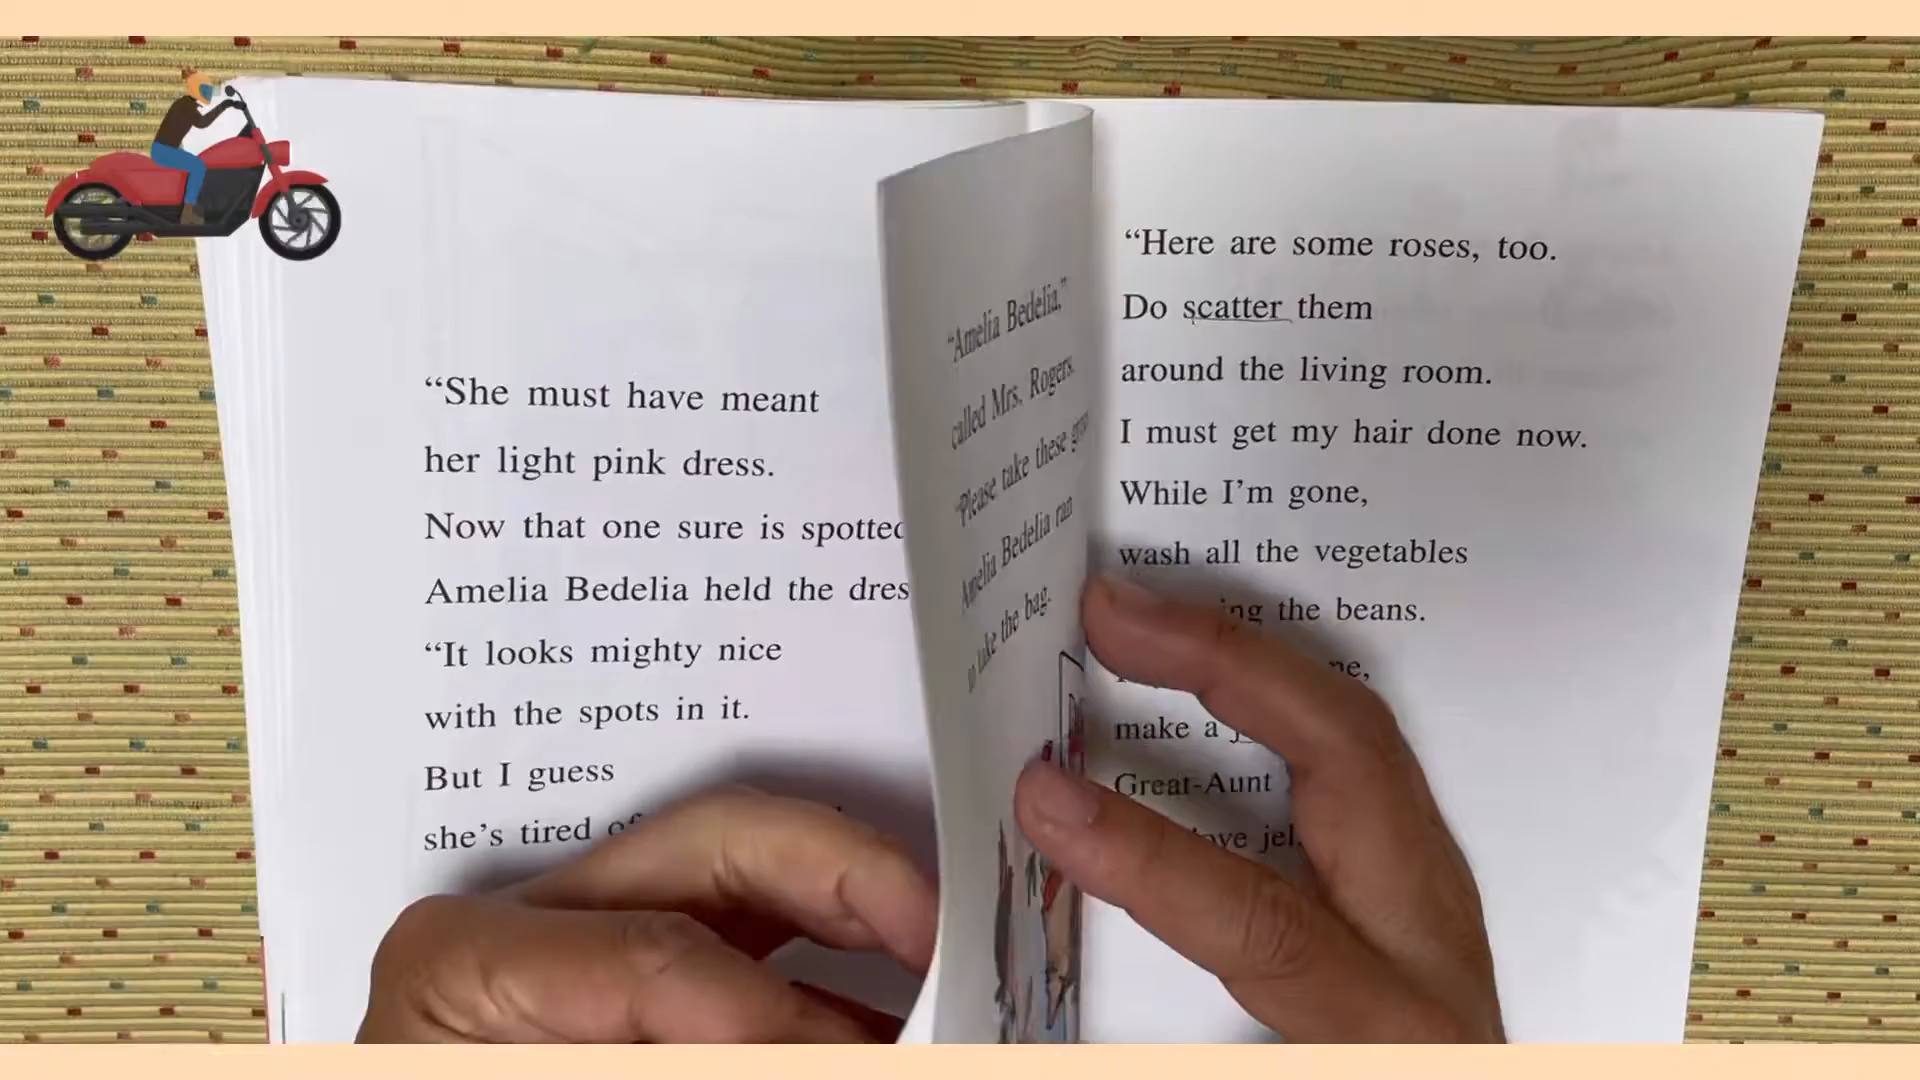 “She must have meant
her light pink dress.
Now that one sure is spotted
Amelia Bedelia held the dres
“It looks mighty nice
with the spots in it.
But I guess
she’s tired of
“Amelia Bedelia,”
called Mrs. Rogers.
“Please take these
Amelia Bedelia ran
to take the bag.
“Here are some roses, too.
Do scatter them
around the living room.
I must get my hair done now.
While I’m gone,
wash all the vegetables
the beans.
make a
Great-Aunt